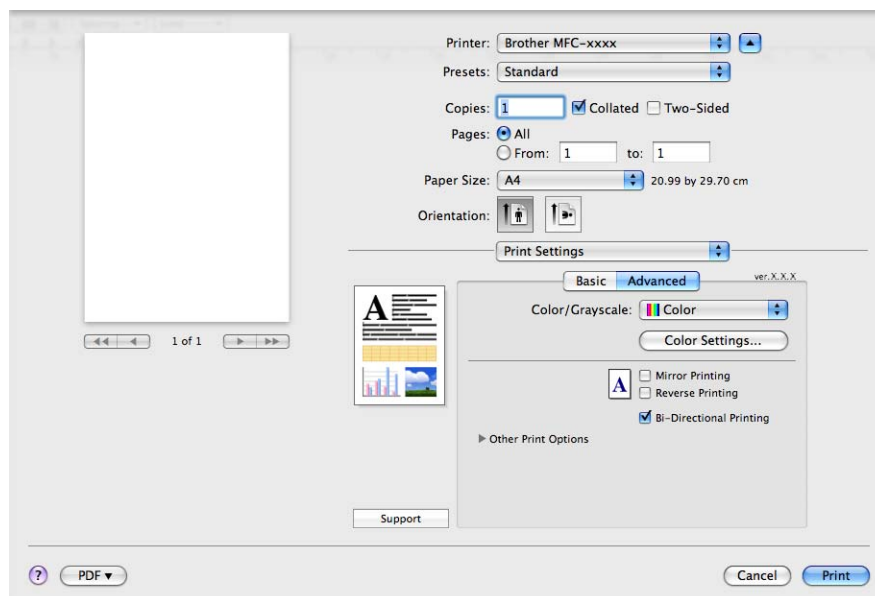 Printer: Brother MFC-xxxx
Presets: Standard
Copies: 1 Collated Two-Sided
Pages: All
From: 1 to: 1
Paper Size: A4 20.99 by 29.70 cm
Orientation:
Print Settings
Basic Advanced ver.X.X.X
Color/Grayscale: Color
Color Settings...
A
1 of 1
A Mirror Printing
Reverse Printing
Bi-Directional Printing
Other Print Options
Support
? PDF Cancel Print